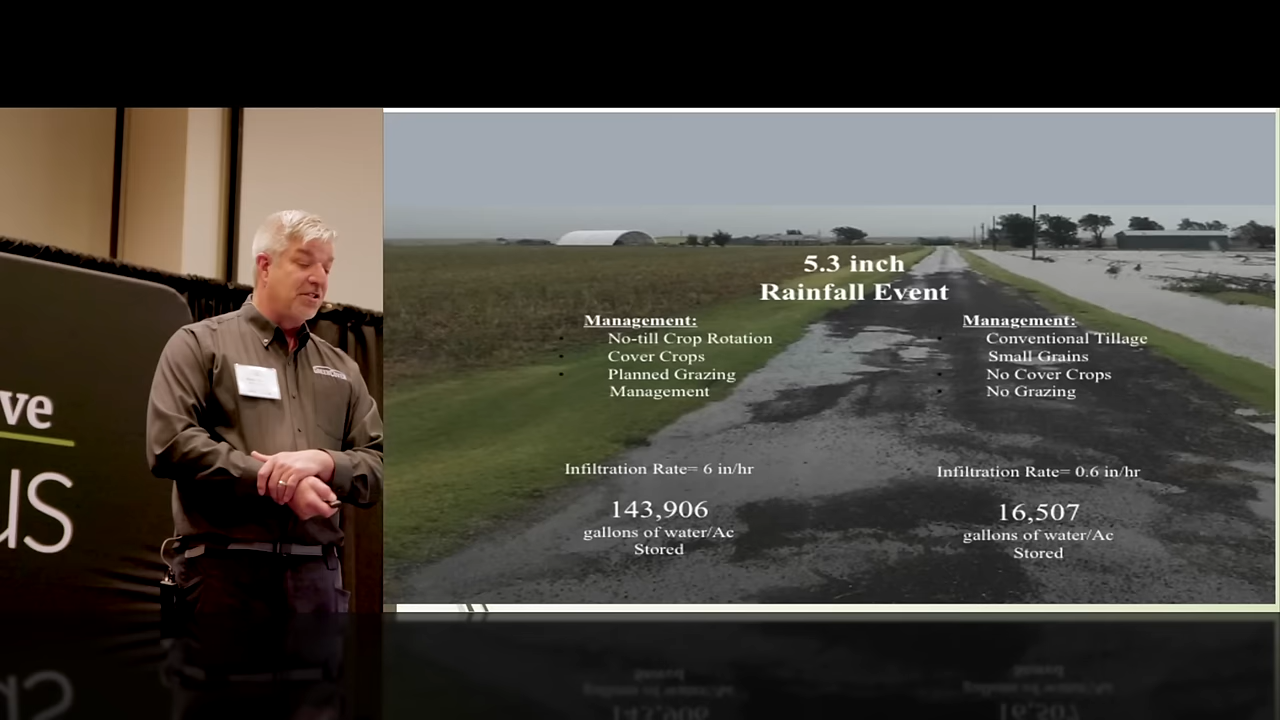 ve
us
5.3 inch
Rainfall Event
Management:
No-till Crop Rotation
Cover Crops
Planned Grazing
Management
Infiltration Rate= 6 in/hr
143,906
gallons of water/Ac
Stored
Management:
Conventional Tillage
Small Grains
No Cover Crops
No Grazing
Infiltration Rate= 0.6 in/hr
16,507
gallons of water/Ac
Stored